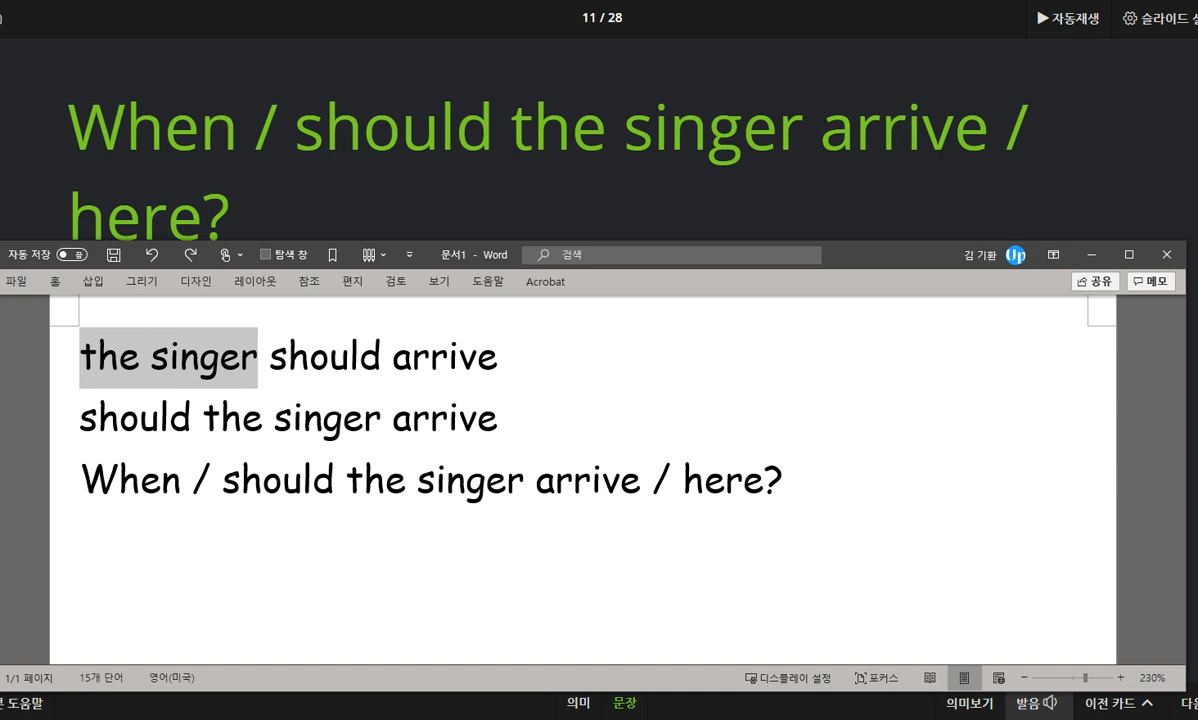 11 / 28
▶자동재생
슬라이드
When / should the singer arrive /
here?
자동 저장
탐색 창
문서1 - Word
검색
김 기환
Up
파일 홈 삽입 그리기 디자인 레이아웃 참조 편지 검토 보기 도움말 Acrobat
공유
메모
the singer should arrive
should the singer arrive
When / should the singer arrive / here?
1/1 페이지 15개 단어 영어(미국)
디스플레이 설정
포커스
230%
도움말
의미 문장
의미보기
발음
이전 카드